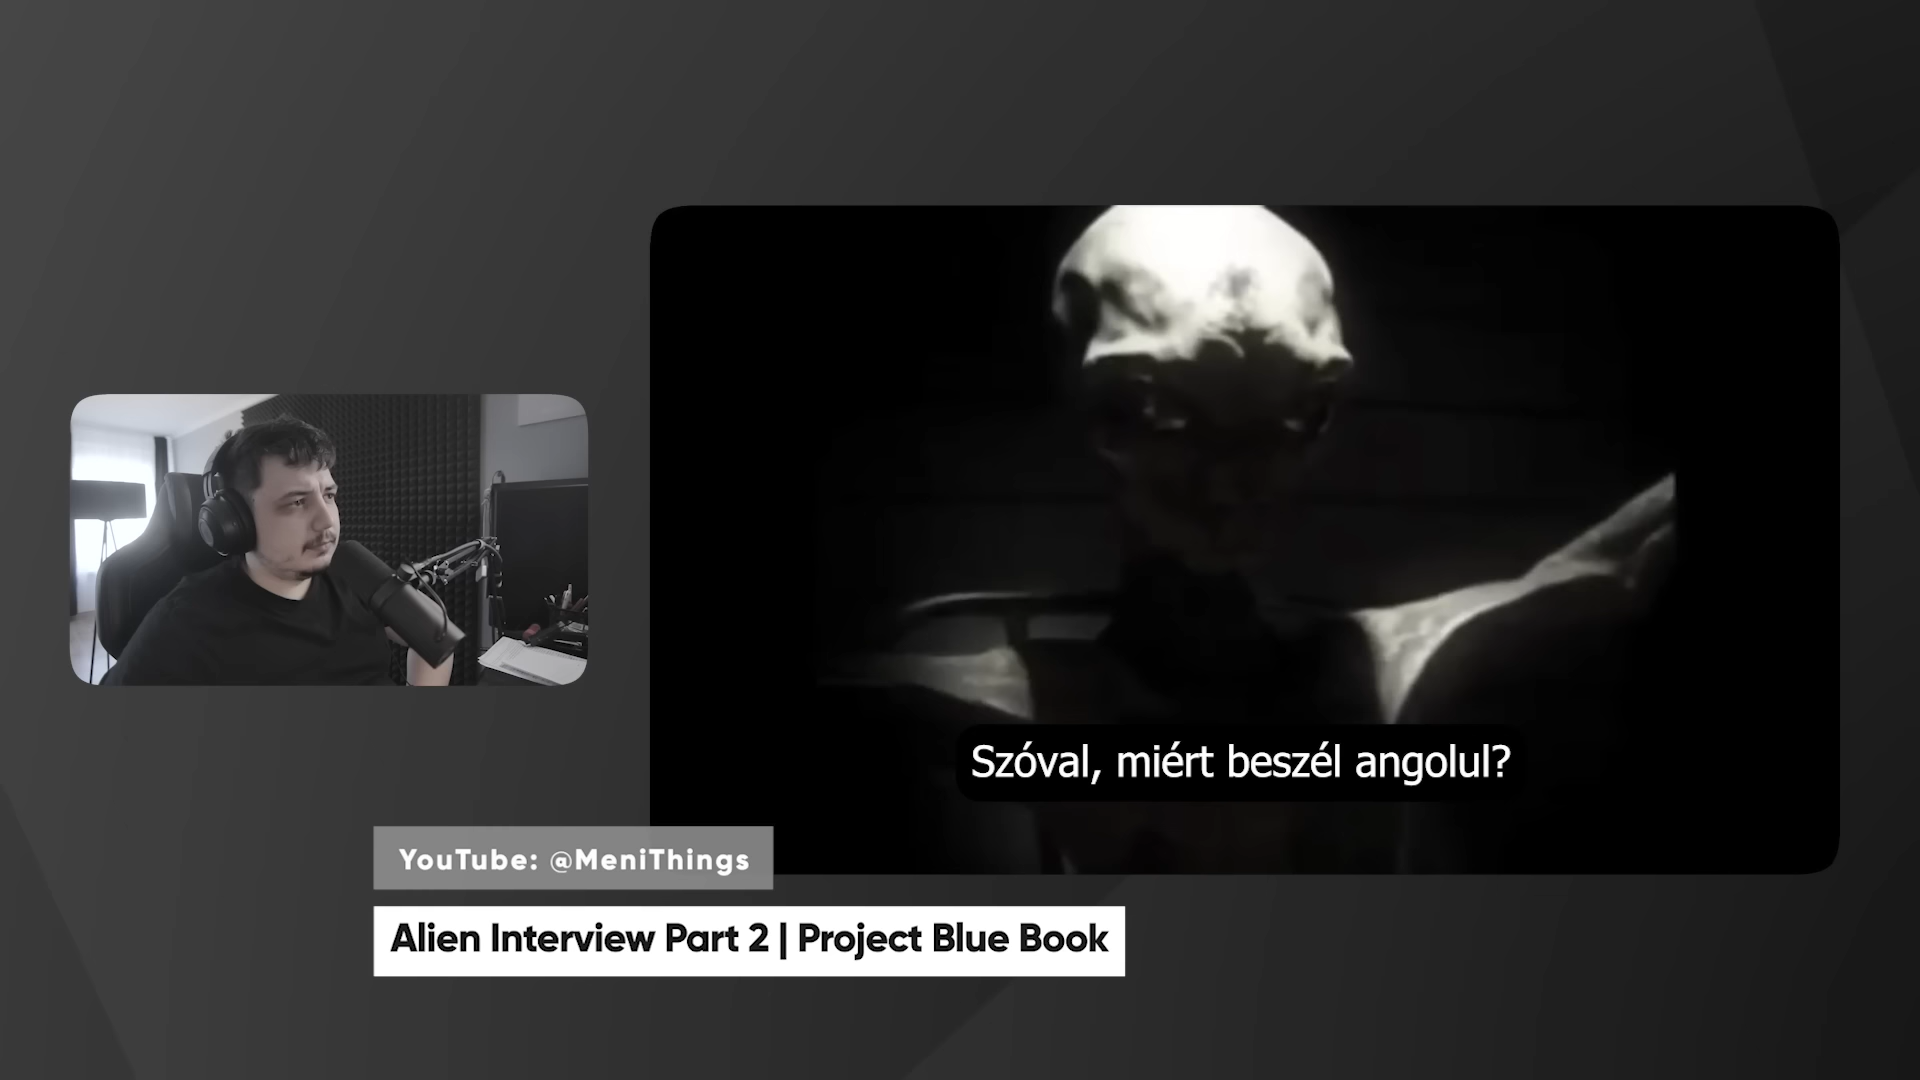 Szóval, miért beszél angolul?
YouTube: @MeniThings
Alien Interview Part 2 | Project Blue Book